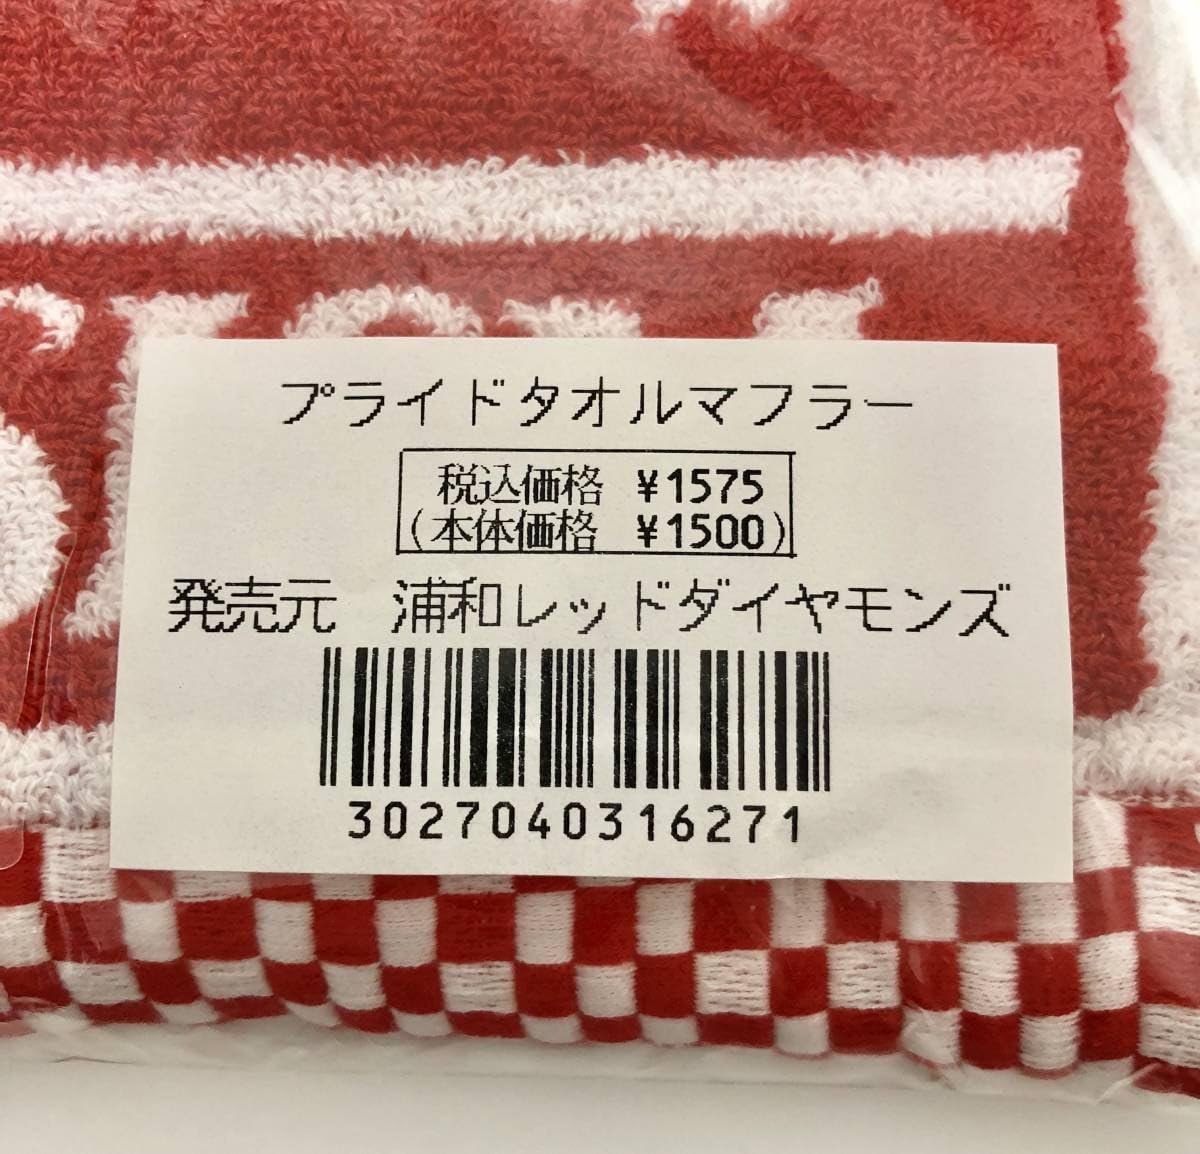 プライドタオルマフラー
税込価格 ¥1575
(本体価格 ¥1500)
発売元 浦和レッドダイヤモンズ
3027040316271